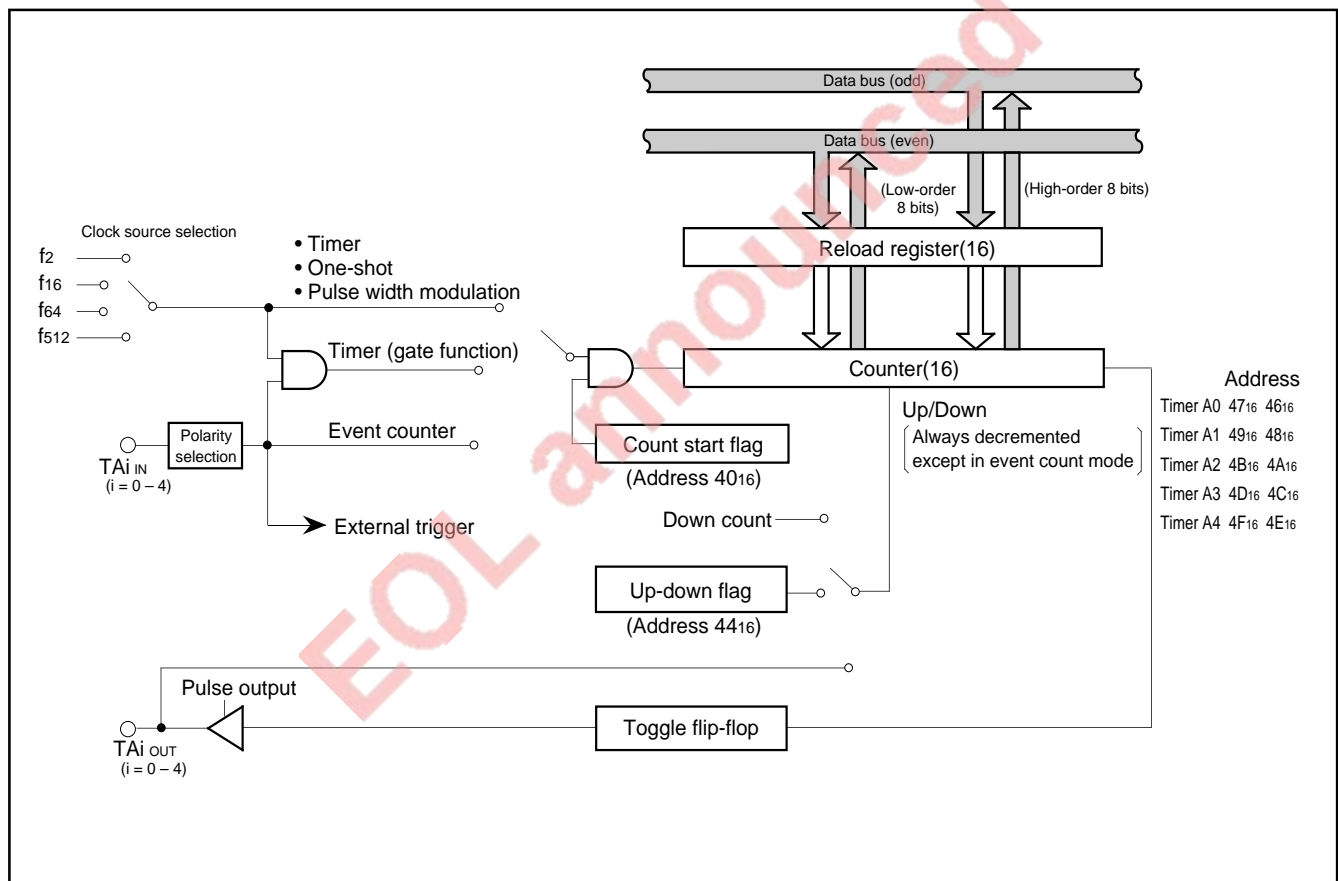 Data bus (odd)
Data bus (even)
(Low-order
8 bits)
(High-order 8 bits)
Clock source selection
f2
f16
f64
f512
• Timer
• One-shot
• Pulse width modulation
Reload register(16)
Timer (gate function)
Counter(16)
Address
Timer A0 4716 4616
Timer A1 4916 4816
Timer A2 4B16 4A16
Timer A3 4D16 4C16
Timer A4 4F16 4E16
Up/Down
Always decremented
except in event count mode
Polarity
selection
Event counter
Count start flag
(Address 4016)
TAi IN
(i = 0 – 4)
External trigger
Down count
Up-down flag
(Address 4416)
Pulse output
Toggle flip-flop
TAi OUT
(i = 0 – 4)
EOL announced